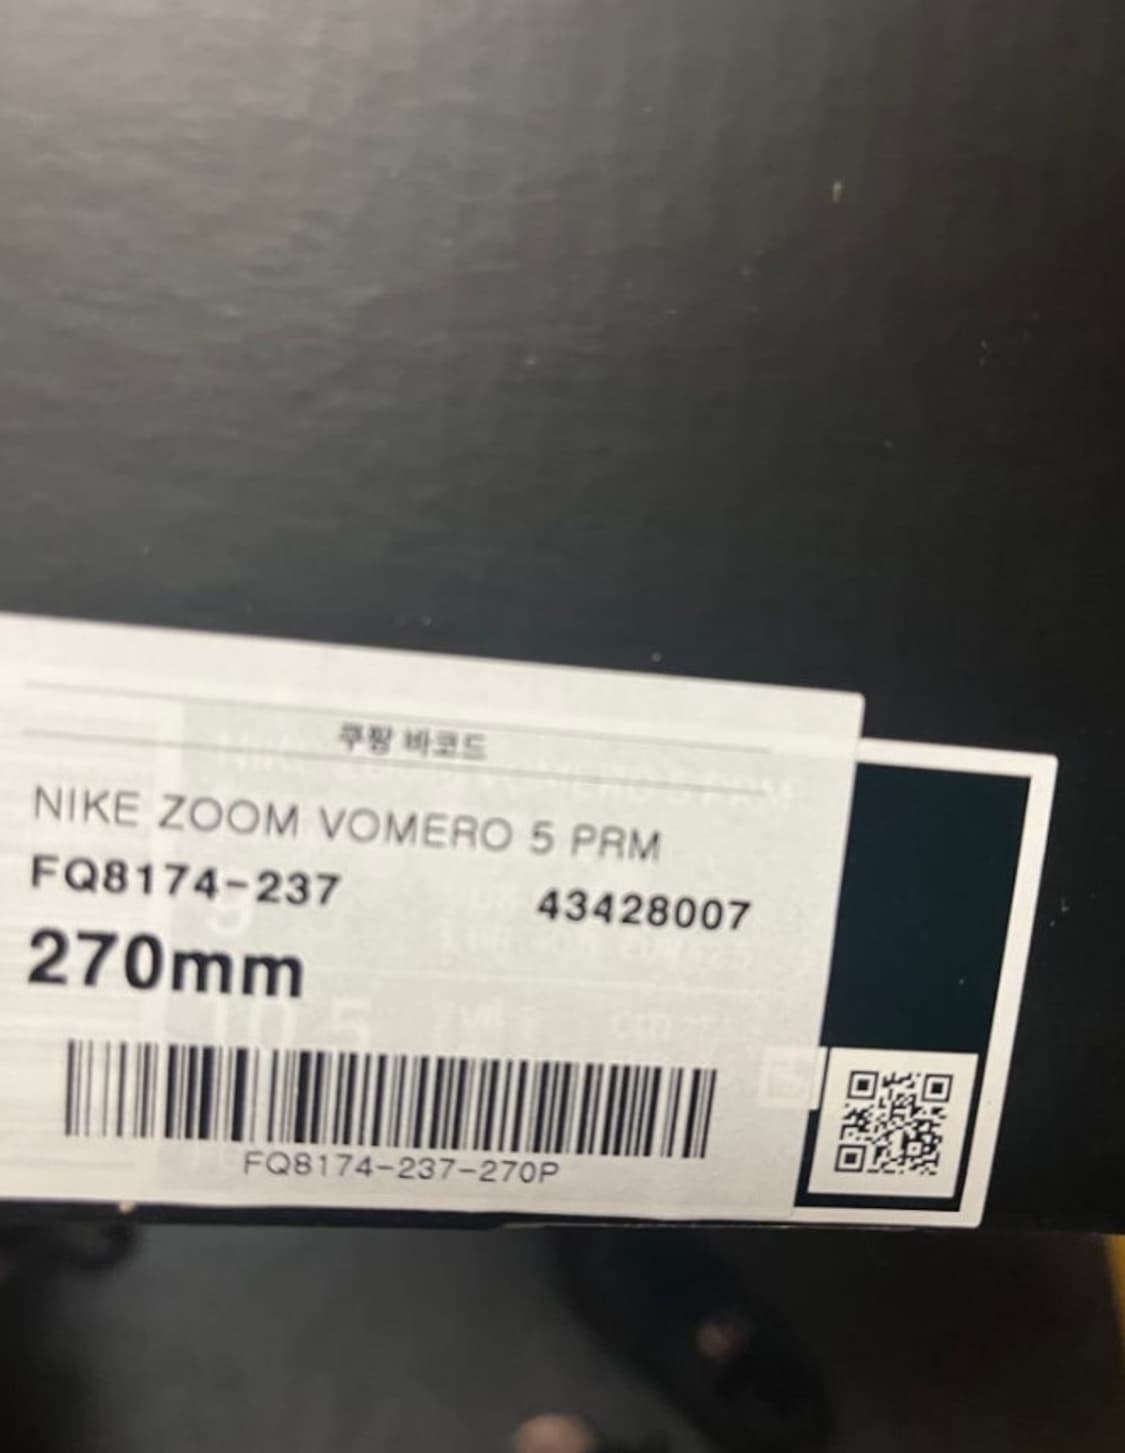 쿠팡 바코드
NIKE ZOOM VOMERO 5 PRM
FQ8174-237 43428007
270mm
FQ8174-237-270P